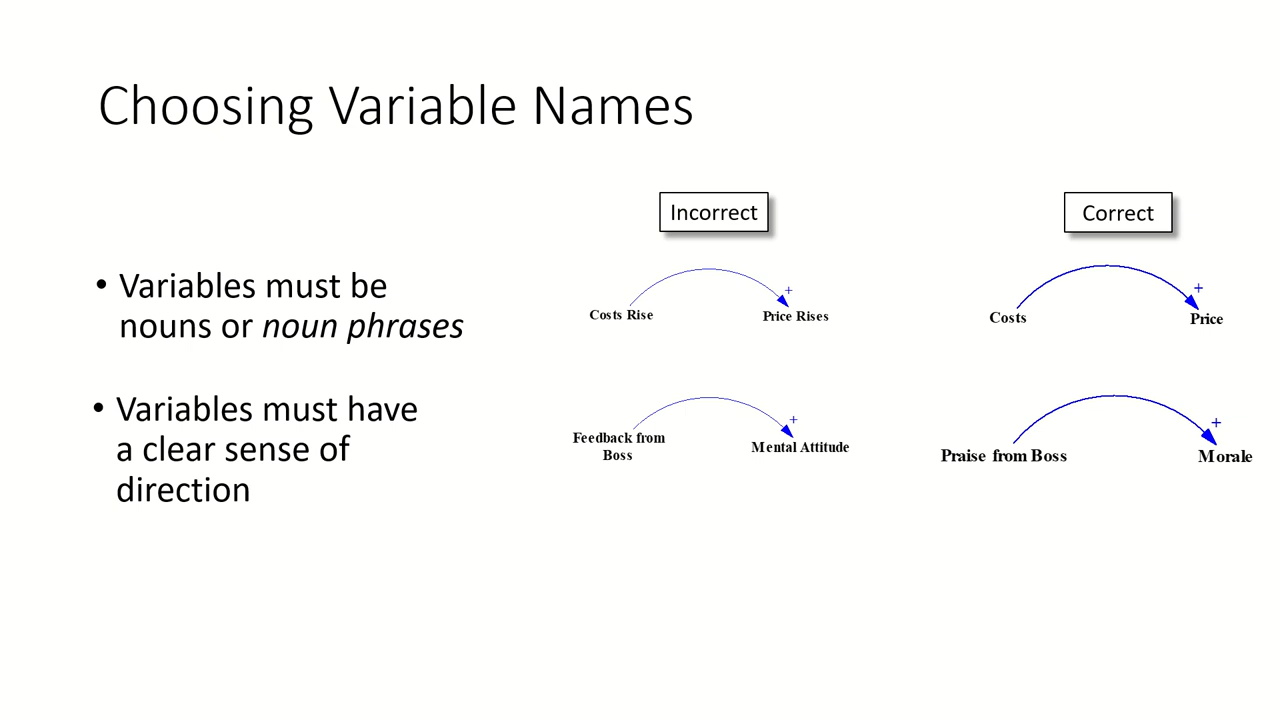 Choosing Variable Names
Incorrect
Correct
• Variables must be
nouns or noun phrases
+
Costs Rise
Price Rises
+
Costs
Price
• Variables must have
a clear sense of
direction
+
Feedback from
Boss
Mental Attitude
+
Praise from Boss
Morale